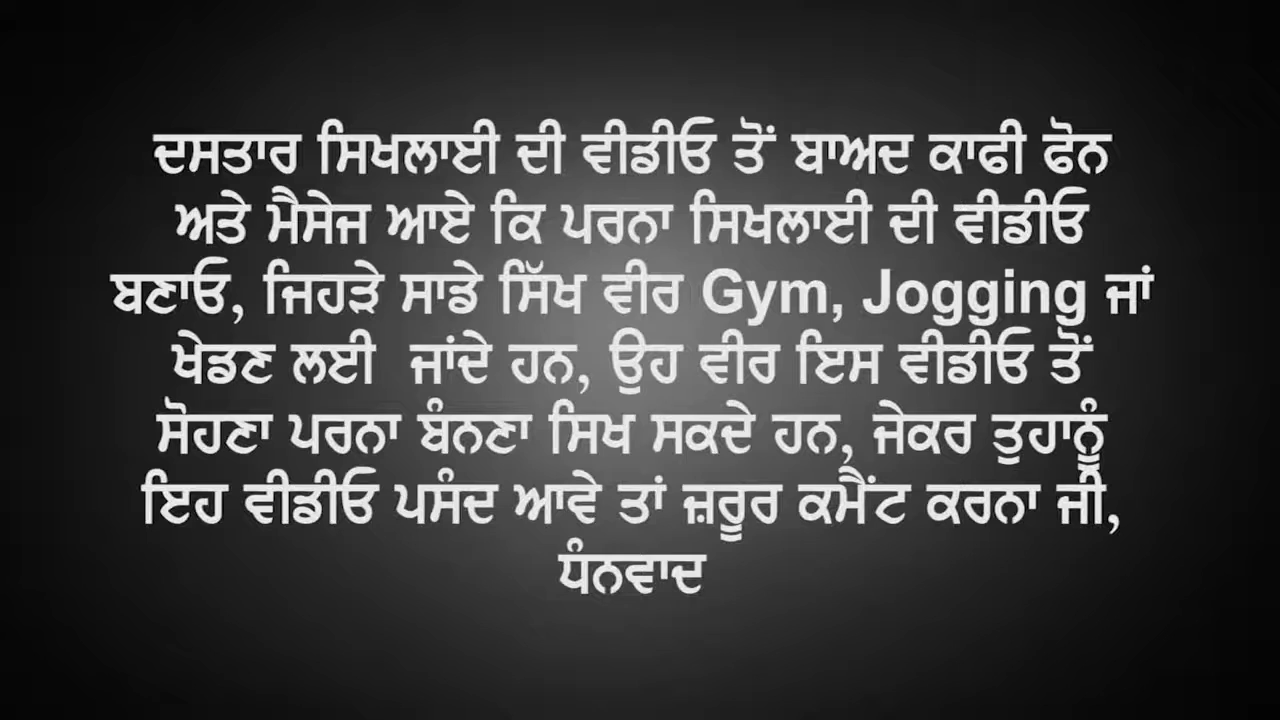 ਦਸਤਾਰ ਸਿਖਲਾਈ ਦੀ ਵੀਡੀਓ ਤੋਂ ਬਾਅਦ ਕਾਫੀ ਫੋਨ
ਅਤੇ ਮੈਸੇਜ ਆਏ ਕਿ ਪਰਨਾ ਸਿਖਲਾਈ ਦੀ ਵੀਡੀਓ
ਬਣਾਓ, ਜਿਹੜੇ ਸਾਡੇ ਸਿੱਖ ਵੀਰ Gym, Jogging ਜਾਂ
ਖੇਡਣ ਲਈ  ਜਾਂਦੇ ਹਨ, ਉਹ ਵੀਰ ਇਸ ਵੀਡੀਓ ਤੋਂ
ਸੋਹਣਾ ਪਰਨਾ ਬੰਨਣਾ ਸਿਖ ਸਕਦੇ ਹਨ, ਜੇਕਰ ਤੁਹਾਨੂੰ
ਇਹ ਵੀਡੀਓ ਪਸੰਦ ਆਵੇ ਤਾਂ ਜ਼ਰੂਰ ਕਮੈਂਟ ਕਰਨਾ ਜੀ,
ਧੰਨਵਾਦ